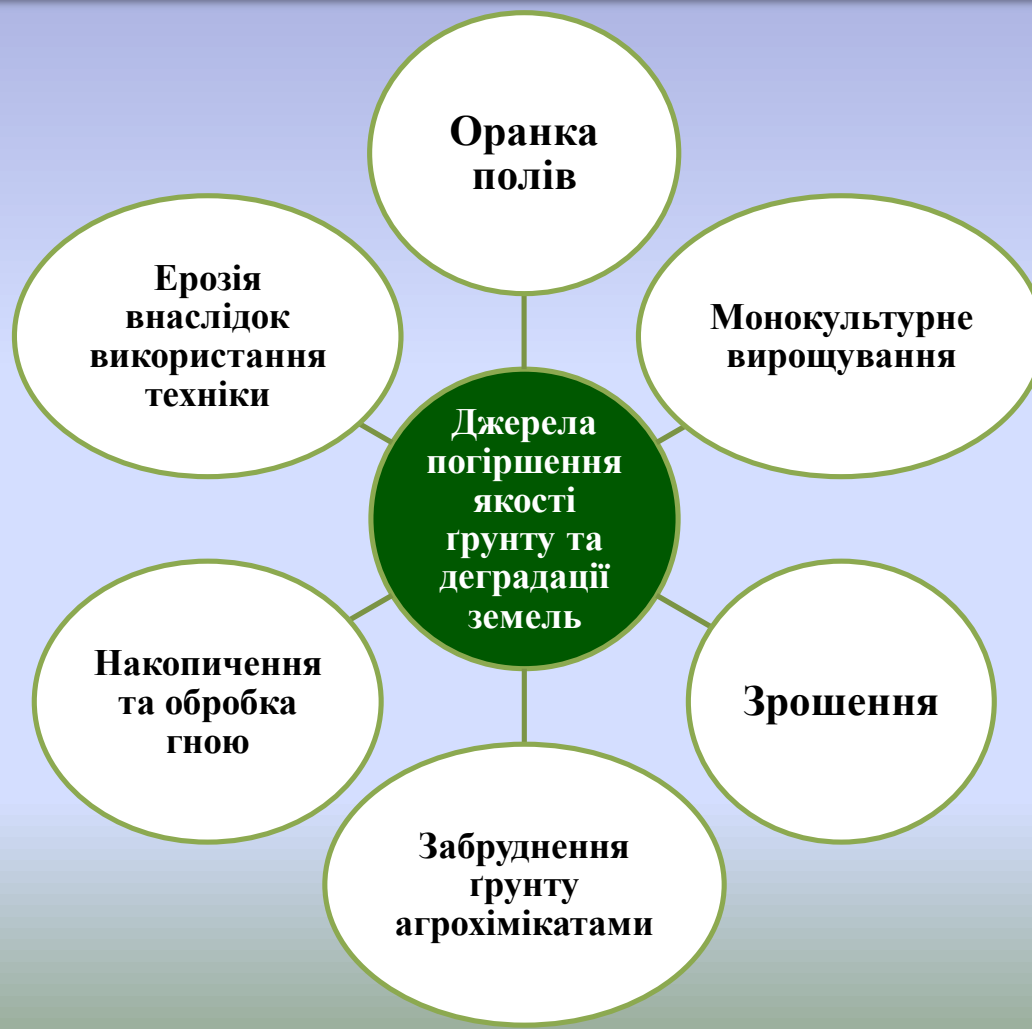 Оранка
полів
Ерозія
внаслідок
використання
техніки
Монокультурне
вирощування
Джерела
погіршення
якості
ґрунту та
деградації
земель
Накопичення
та обробка
гною
Зрошення
Забруднення
ґрунту
агрохімікатами